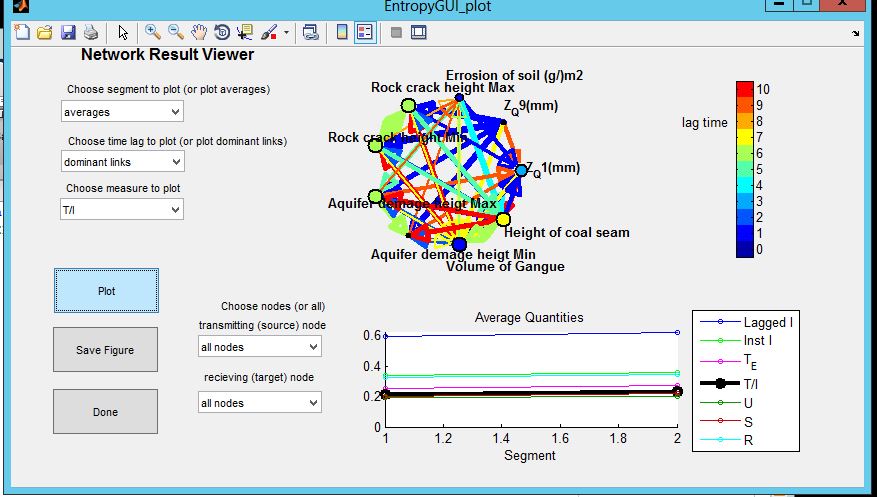 EntropyGUI_plot
Network Result Viewer
Choose segment to plot (or plot averages)
averages
Choose time lag to plot (or plot dominant links)
dominant links
Choose measure to plot
T/I
Plot
Save Figure
Done
Choose nodes (or all)
transmitting (source) node
all nodes
recieving (target) node
all nodes
Errosion of soil (g/)m2
Rock crack height Max
ZQ9(mm)
Rock crack height Min
ZQ1(mm)
Aquifer demage heigt Max
Height of coal seam
Aquifer demage heigt Min
Volume of Gangue
lag time
10
9
8
7
6
5
4
3
2
1
0
Average Quantities
0.6
0.4
0.2
0
1
1.2
1.4
1.6
1.8
2
Segment
Lagged I
Inst I
TE
T/I
U
S
R